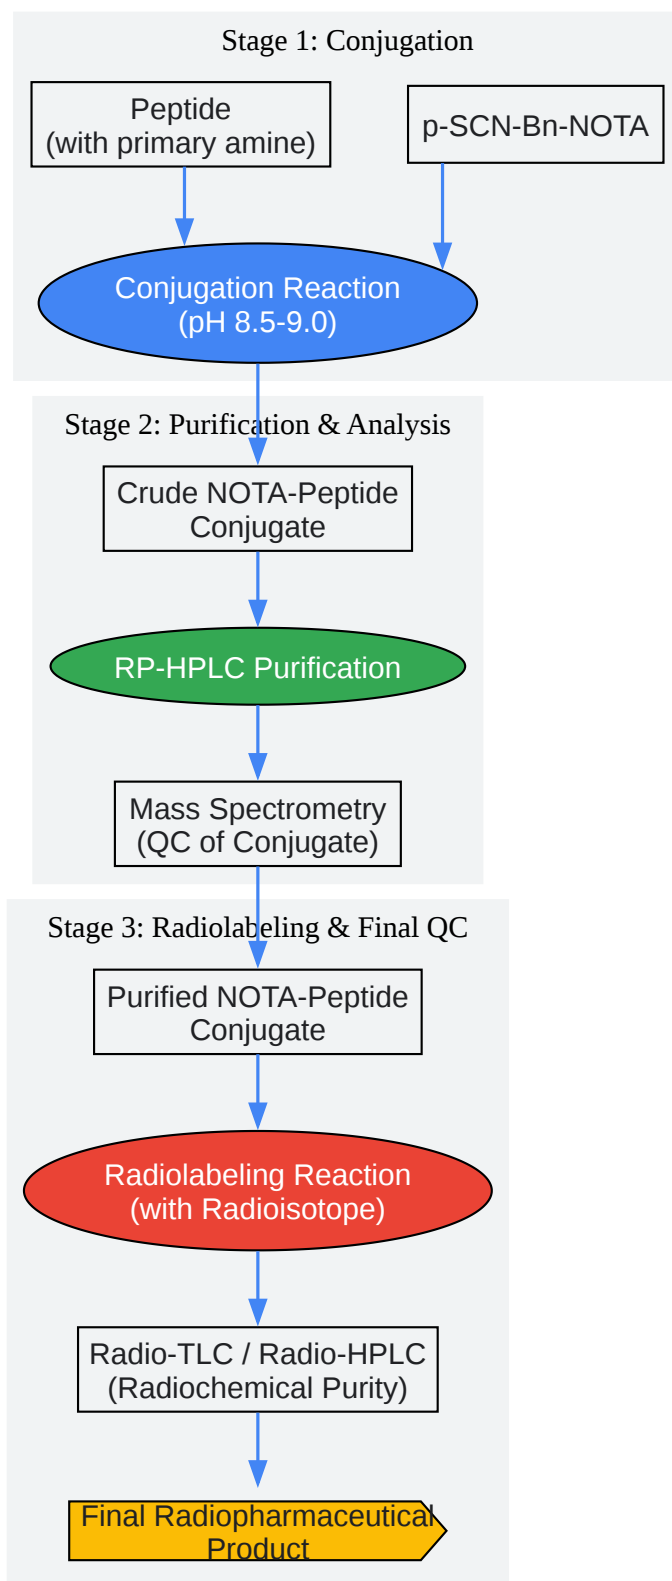 Stage 1: Conjugation
Peptide
(with primary amine)
p-SCN-Bn-NOTA
Conjugation Reaction
(pH 8.5-9.0)
Stage 2: Purification & Analysis
Crude NOTA-Peptide
Conjugate
RP-HPLC Purification
Mass Spectrometry
(QC of Conjugate)
Stage 3: Radiolabeling & Final QC
Purified NOTA-Peptide
Conjugate
Radiolabeling Reaction
(with Radioisotope)
Radio-TLC / Radio-HPLC
(Radiochemical Purity)
Final Radiopharmaceutical
Product